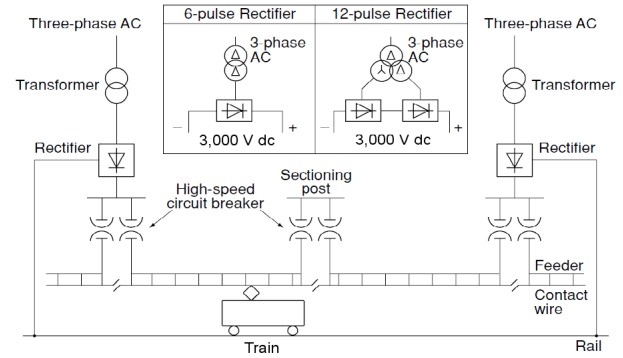 6-pulse Rectifier
12-pulse Rectifier
Three-phase AC
Three-phase AC
3-phase
AC
3-phase
AC
Transformer
Transformer
−
+
−
+
3,000 V dc
3,000 V dc
Rectifier
Rectifier
High-speed
circuit breaker
Sectioning
post
Feeder
Contact
wire
Train
Rail